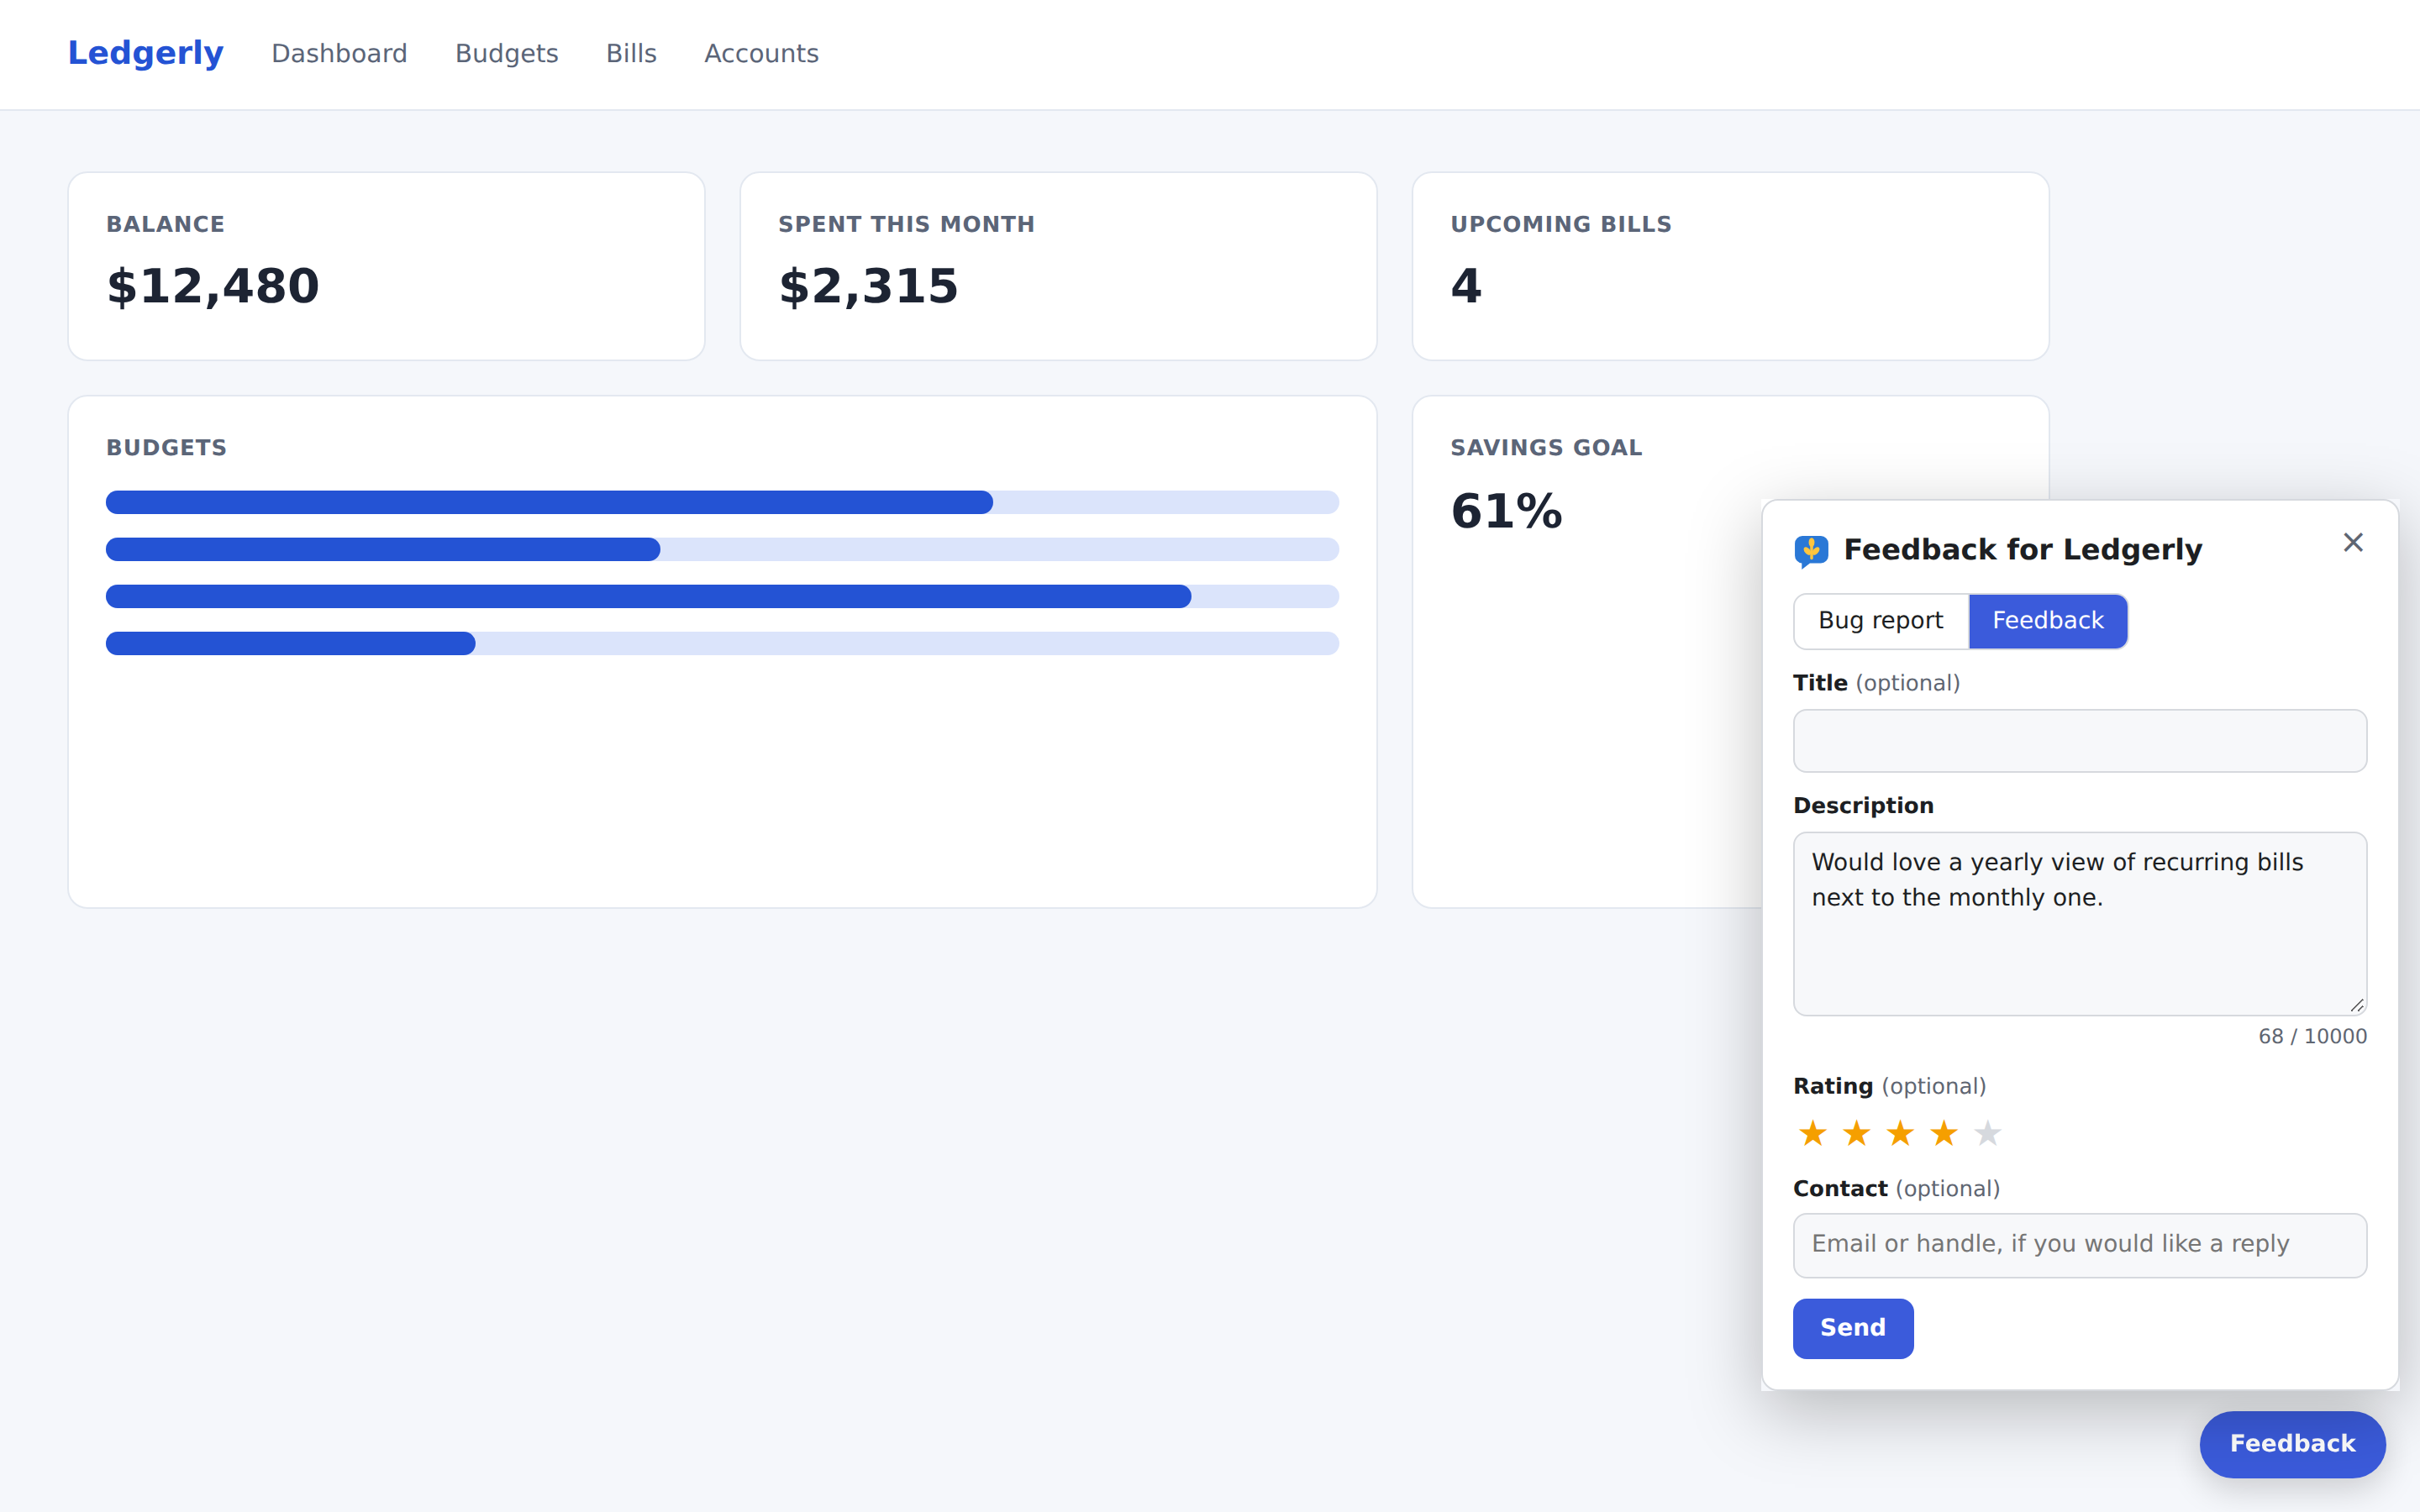 Ledgerly Dashboard Budgets Bills Accounts
BALANCE
$12,480
SPENT THIS MONTH
$2,315
UPCOMING BILLS
4
BUDGETS
SAVINGS GOAL
61%
Feedback for Ledgerly
×
Bug report Feedback
Title (optional)
Description
Would love a yearly view of recurring bills
next to the monthly one.
68 / 10000
Rating (optional)
Contact (optional)
Email or handle, if you would like a reply
Send
Feedback